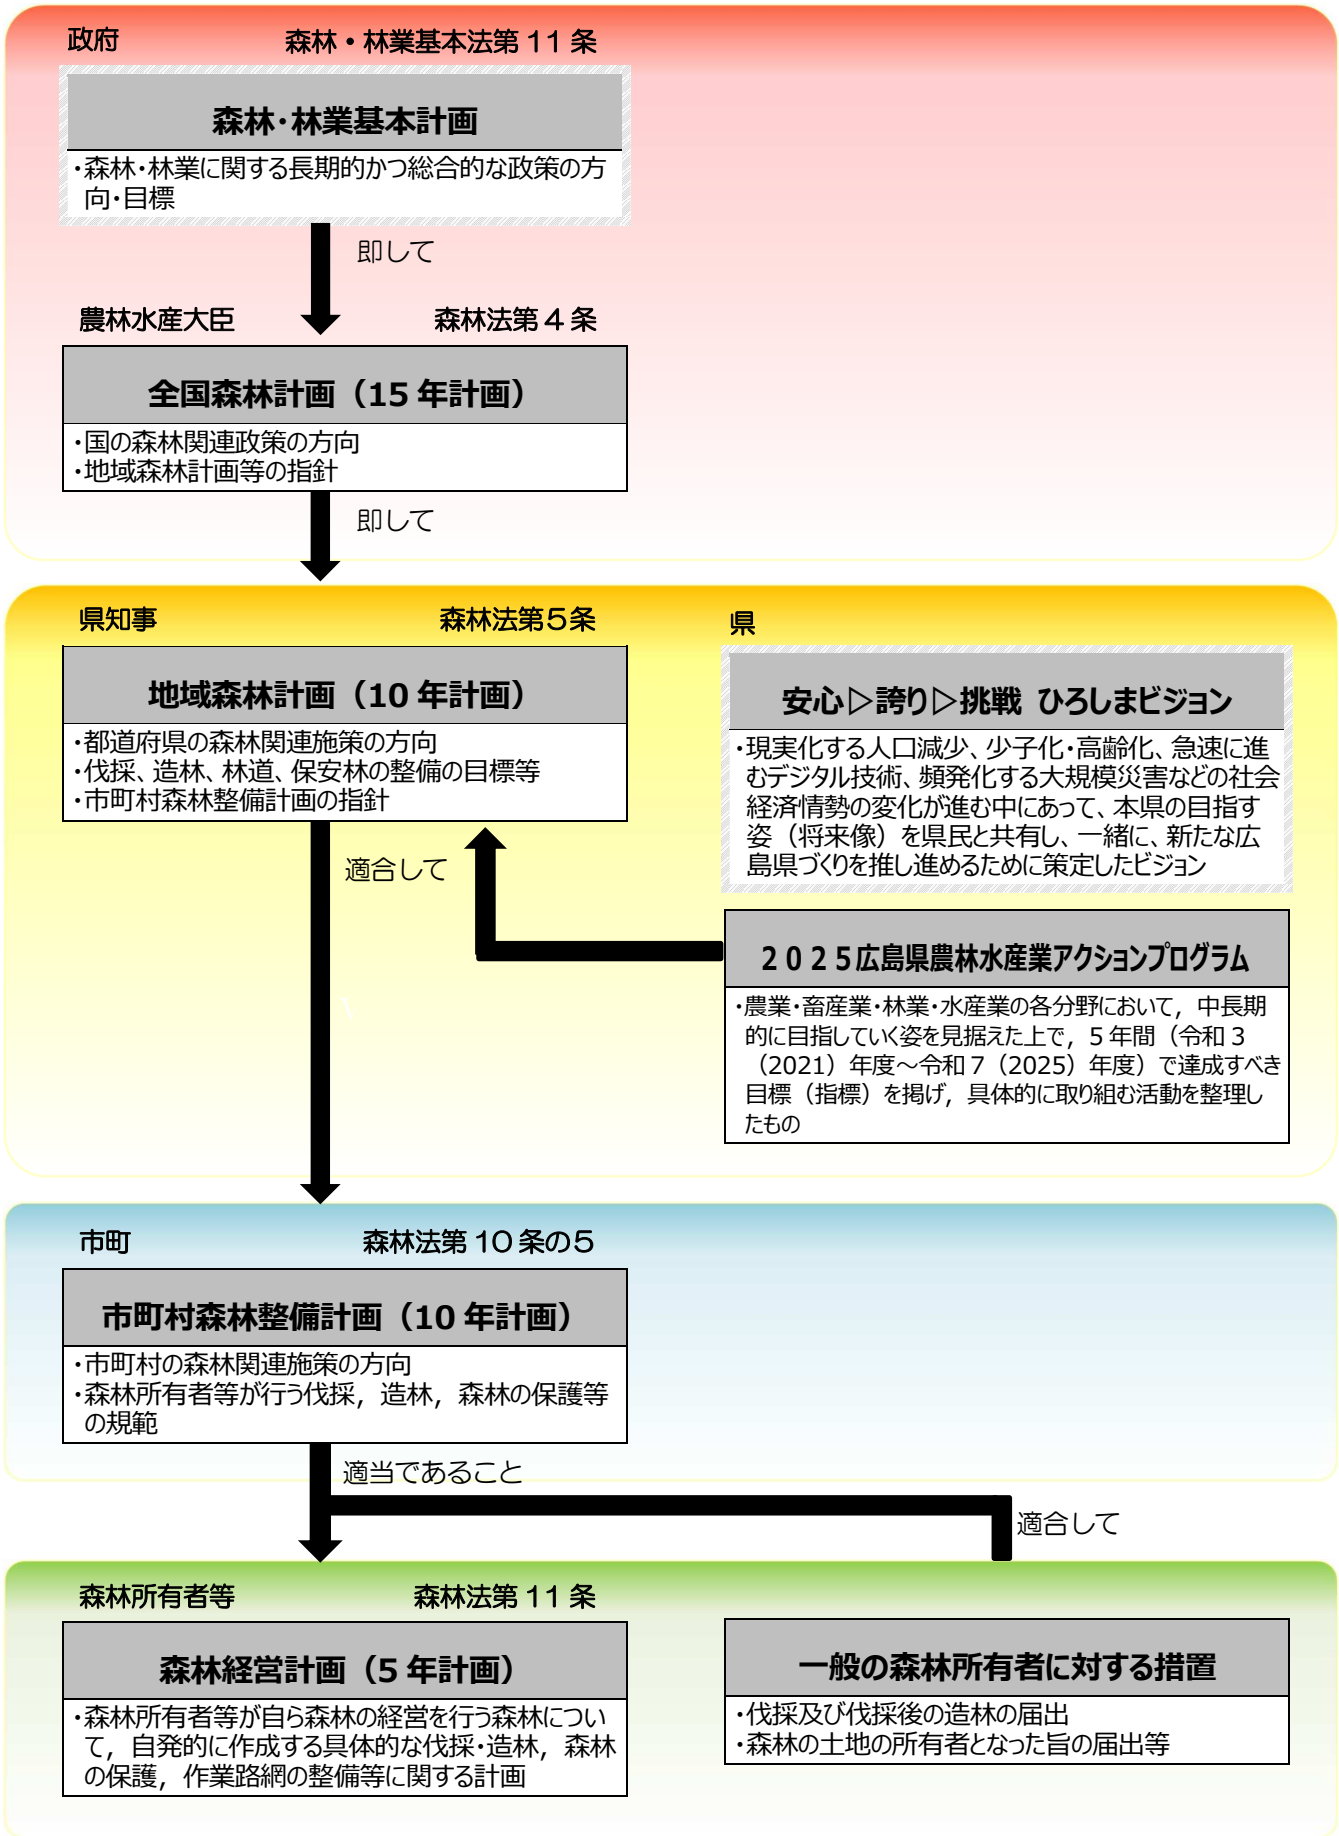 政府 森林・林業基本法第 11 条
森林・林業基本計画
・森林・林業に関する長期的かつ総合的な政策の方
向・目標
即して
農林水産大臣 森林法第 4 条
全国森林計画（15 年計画）
・国の森林関連政策の方向
・地域森林計画等の指針
即して
県知事 森林法第５条
地域森林計画（10 年計画）
・都道府県の森林関連施策の方向
・伐採、造林、林道、保安林の整備の目標等
・市町村森林整備計画の指針
適合して
県
安心▷誇り▷挑戦 ひろしまビジョン
・現実化する人口減少、少子化・高齢化、急速に進
むデジタル技術、頻発化する大規模災害などの社会
経済情勢の変化が進む中にあって、本県の目指す
姿（将来像）を県民と共有し、一緒に、新たな広
島県づくりを推し進めるために策定したビジョン
２０２５広島県農林水産業アクションプログラム
・農業・畜産業・林業・水産業の各分野において，中長期
的に目指していく姿を見据えた上で，5 年間（令和 3
（2021）年度～令和 7（2025）年度）で達成すべき
目標（指標）を掲げ，具体的に取り組む活動を整理し
たもの
市町 森林法第 10 条の５
市町村森林整備計画（10 年計画）
・市町村の森林関連施策の方向
・森林所有者等が行う伐採，造林，森林の保護等
の規範
適当であること
適合して
森林所有者等 森林法第 11 条
森林経営計画（5 年計画）
・森林所有者等が自ら森林の経営を行う森林につい
て，自発的に作成する具体的な伐採・造林，森林
の保護，作業路網の整備等に関する計画
一般の森林所有者に対する措置
・伐採及び伐採後の造林の届出
・森林の土地の所有者となった旨の届出等